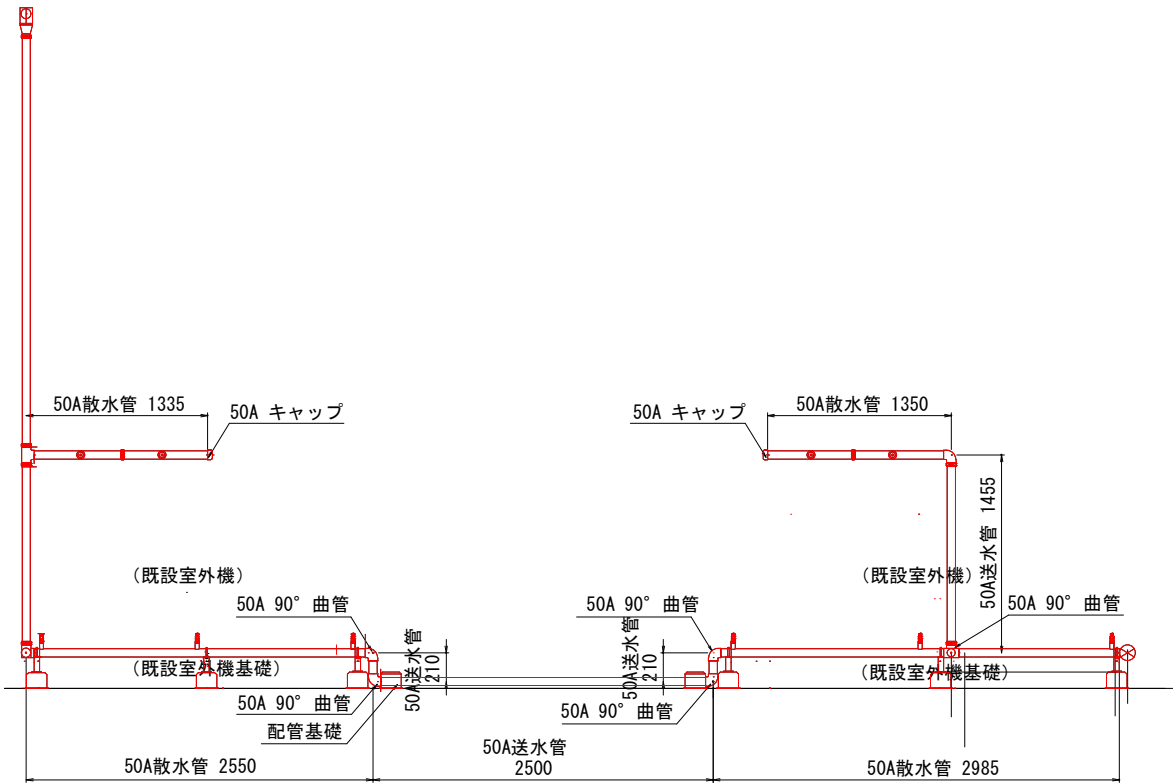 50A散水管 1335
50A キャップ
50A キャップ
50A散水管 1350
50A送水管 1455
(既設室外機)
(既設室外機)
50A 90° 曲管
50A 90° 曲管
50A 90° 曲管
50A送水管
210
50A送水管
210
(既設室外機基礎)
(既設室外機基礎)
50A 90° 曲管
50A 90° 曲管
配管基礎
50A散水管 2550
50A送水管
2500
50A散水管 2985